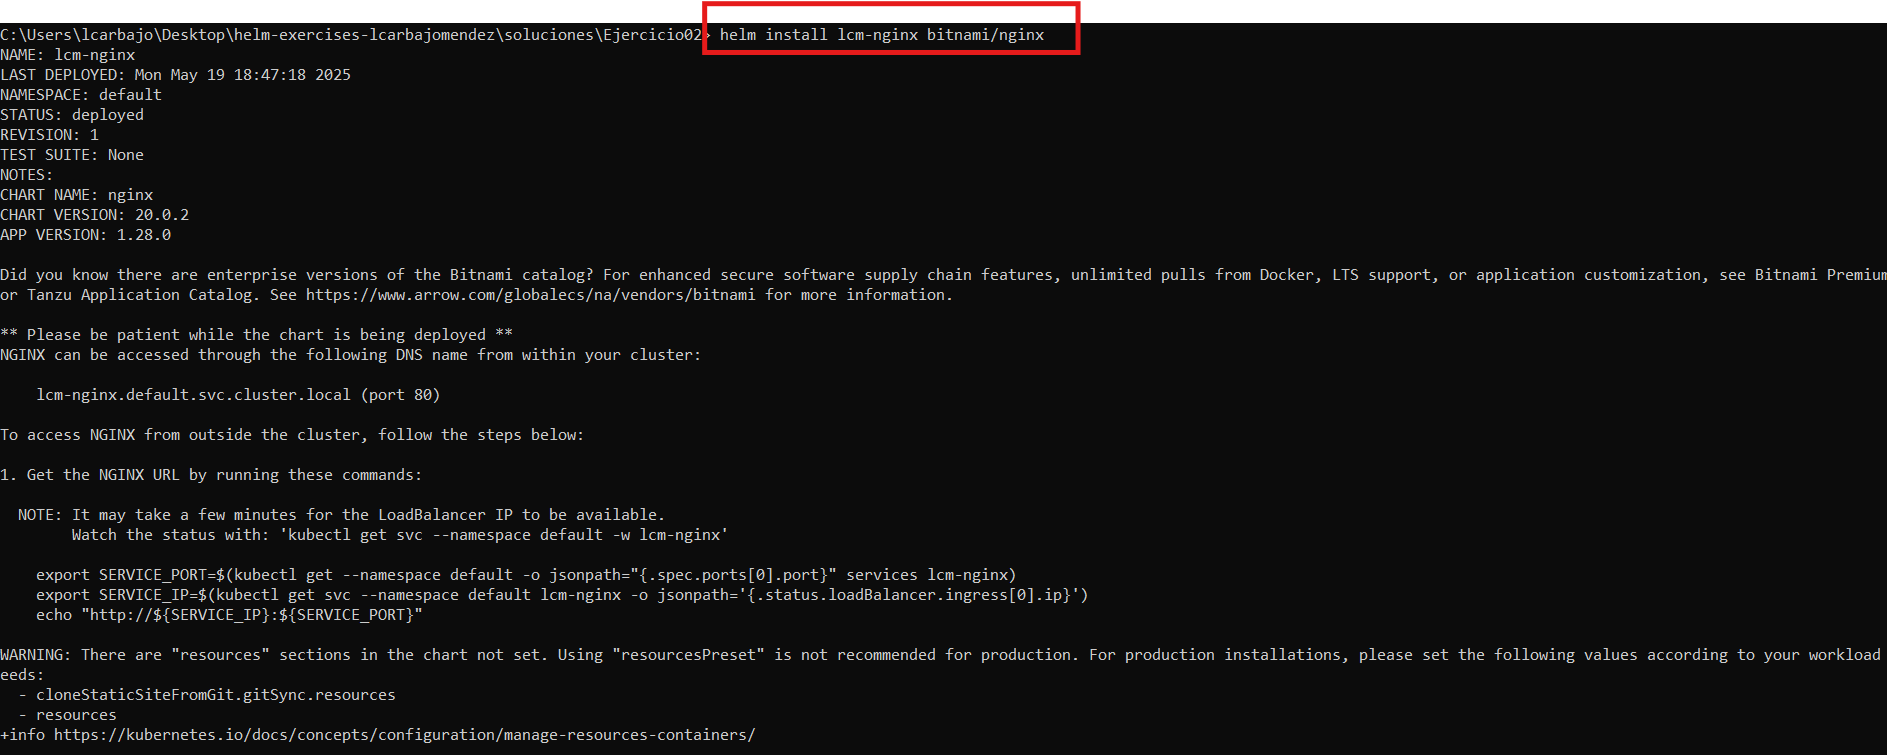 C:\Users\lcarbajo\Desktop\helm-exercises-lcarbajomendez\soluciones\Ejercicio02> helm install lcm-nginx bitnami/nginx
NAME: lcm-nginx
LAST DEPLOYED: Mon May 19 18:47:18 2025
NAMESPACE: default
STATUS: deployed
REVISION: 1
TEST SUITE: None
NOTES:
CHART NAME: nginx
CHART VERSION: 20.0.2
APP VERSION: 1.28.0
Did you know there are enterprise versions of the Bitnami catalog? For enhanced secure software supply chain features, unlimited pulls from Docker, LTS support, or application customization, see Bitnami Premium
or Tanzu Application Catalog. See https://www.arrow.com/globalecs/na/vendors/bitnami for more information.
** Please be patient while the chart is being deployed **
NGINX can be accessed through the following DNS name from within your cluster:
lcm-nginx.default.svc.cluster.local (port 80)
To access NGINX from outside the cluster, follow the steps below:
1. Get the NGINX URL by running these commands:
NOTE: It may take a few minutes for the LoadBalancer IP to be available.
Watch the status with: 'kubectl get svc --namespace default -w lcm-nginx'
export SERVICE_PORT=$(kubectl get --namespace default -o jsonpath="{.spec.ports[0].port}" services lcm-nginx)
export SERVICE_IP=$(kubectl get svc --namespace default lcm-nginx -o jsonpath='{.status.loadBalancer.ingress[0].ip}')
echo "http://${SERVICE_IP}:${SERVICE_PORT}"
WARNING: There are "resources" sections in the chart not set. Using "resourcesPreset" is not recommended for production. For production installations, please set the following values according to your workload
eeds:
- cloneStaticSiteFromGit.gitSync.resources
- resources
+info https://kubernetes.io/docs/concepts/configuration/manage-resources-containers/